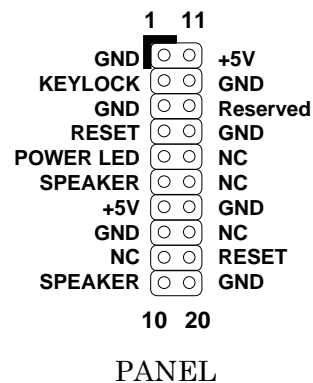 1 11
GND +5V
KEYLOCK GND
GND Reserved
RESET GND
POWER LED NC
SPEAKER NC
+5V GND
GND NC
NC RESET
SPEAKER GND
10 20
PANEL